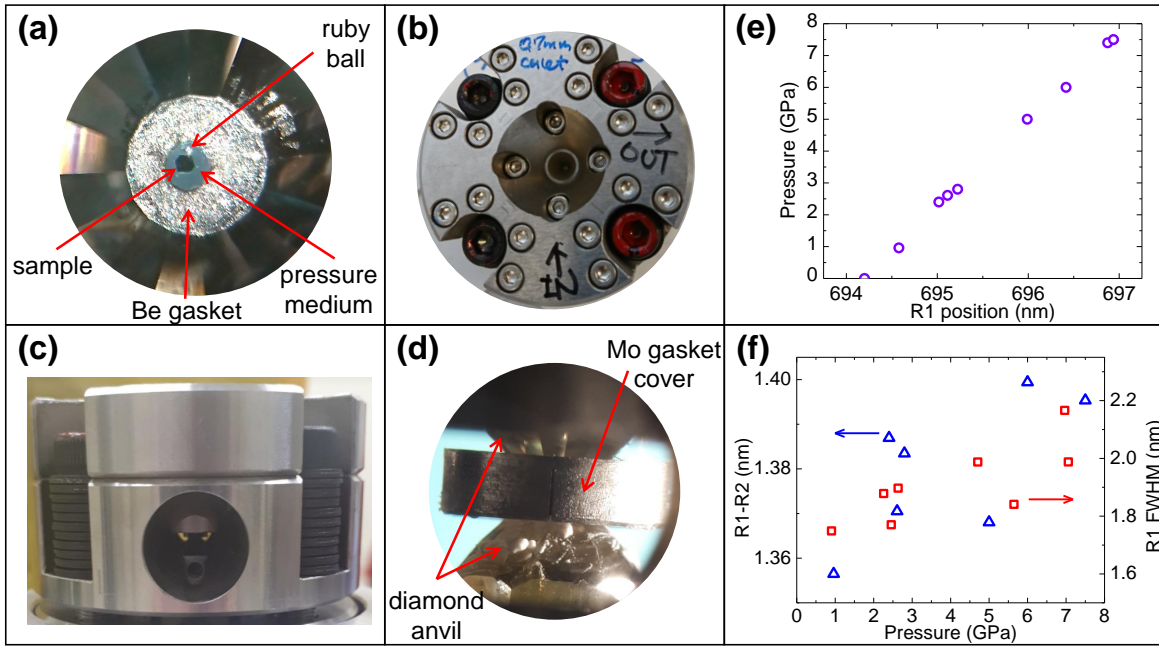 (a)
ruby
ball
sample
Be gasket
pressure
medium
(b)
0.7mm
culet
OUT
IN
(c)
(d)
Mo gasket
cover
diamond
anvil
(e)
Pressure (GPa)
8
7
6
5
4
3
2
1
0
694
695
696
697
R1 position (nm)
(f)
R1-R2 (nm)
1.40
1.38
1.36
2.2
2.0
1.8
1.6
R1 FWHM (nm)
0
1
2
3
4
5
6
7
8
Pressure (GPa)